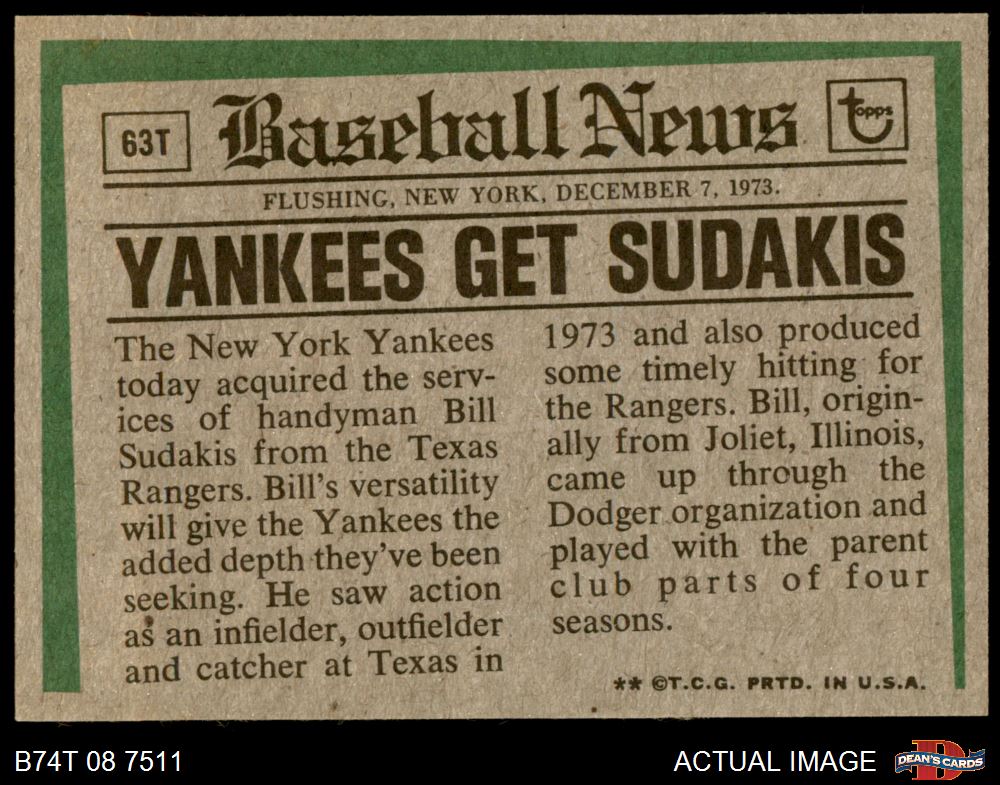 63T
Baseball News
topps
FLUSHING, NEW YORK, DECEMBER 7, 1973.
YANKEES GET SUDAKIS
The New York Yankees
today acquired the serv-
ices of handyman Bill
Sudakis from the Texas
Rangers. Bill's versatility
will give the Yankees the
added depth they've been
seeking. He saw action
as an infielder, outfielder
and catcher at Texas in
1973 and also produced
some timely hitting for
the Rangers. Bill, origin-
ally from Joliet, Illinois,
came up through the
Dodger organization and
played with the parent
club parts of four
seasons.
** ©T.C.G. PRTD. IN U.S.A.
B74T 08 7511
ACTUAL IMAGE
D
DEAN'S CARDS